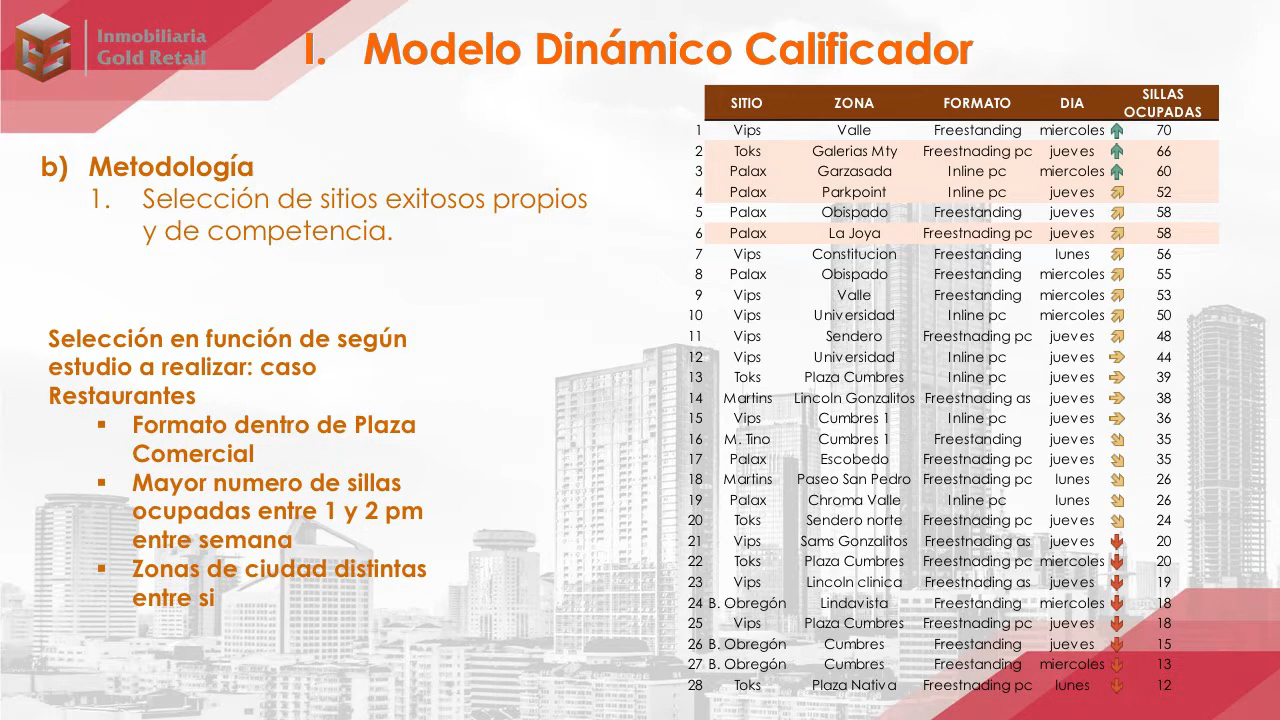 Inmobiliaria
Gold Retail
I. Modelo Dinámico Calificador
b) Metodología
1. Selección de sitios exitosos propios
y de competencia.
Selección en función de según
estudio a realizar: caso
Restaurantes
▪ Formato dentro de Plaza
Comercial
▪ Mayor numero de sillas
ocupadas entre 1 y 2 pm
entre semana
▪ Zonas de ciudad distintas
entre si
SITIO ZONA FORMATO DIA SILLAS OCUPADAS
1 Vips Valle Freestanding miercoles 70
2 Toks Galerias Mty Freestnading pc jueves 66
3 Palax Garzasada Inline pc miercoles 60
4 Palax Parkpoint Inline pc jueves 52
5 Palax Obispado Freestanding jueves 58
6 Palax La Joya Freestnading pc jueves 58
7 Vips Constitucion Freestanding lunes 56
8 Palax Obispado Freestanding miercoles 55
9 Vips Valle Freestanding miercoles 53
10 Vips Universidad Inline pc miercoles 50
11 Vips Sendero Freestnading pc jueves 48
12 Vips Universidad Inline pc jueves 44
13 Toks Plaza Cumbres Inline pc jueves 39
14 Martins Lincoln Gonzalitos Freestnading as jueves 38
15 Vips Cumbres 1 Inline pc jueves 36
16 M. Tino Cumbres 1 Freestanding jueves 35
17 Palax Escobedo Freestnading pc jueves 35
18 Martins Paseo San Pedro Freestnading pc lunes 26
19 Palax Chroma Valle Inline pc lunes 26
20 Toks Sendero norte Freestnading pc jueves 24
21 Vips Sams Gonzalitos Freestnading as jueves 20
22 Toks Plaza Cumbres Freestnading pc miercoles 20
23 Vips Lincoln clinica Freestnading as jueves 19
24 B. Obregón Lindavista Freestanding miercoles 18
25 Vips Plaza Cumbres Freestnading pc jueves 18
26 B. Obregón Cumbres Freestanding jueves 15
27 B. Obregón Cumbres Freestanding miercoles 13
28 Toks Plaza Nativa Freestnading pc lunes 12